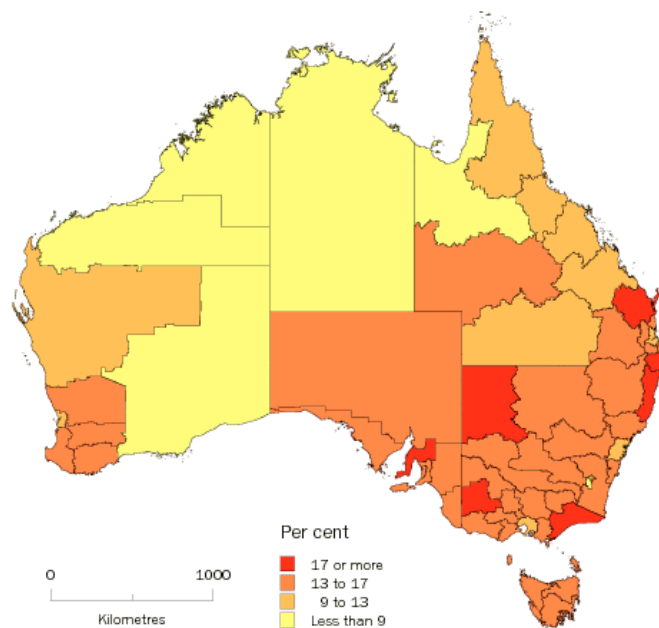 Per cent
17 or more
13 to 17
9 to 13
Less than 9
0 1000
Kilometres